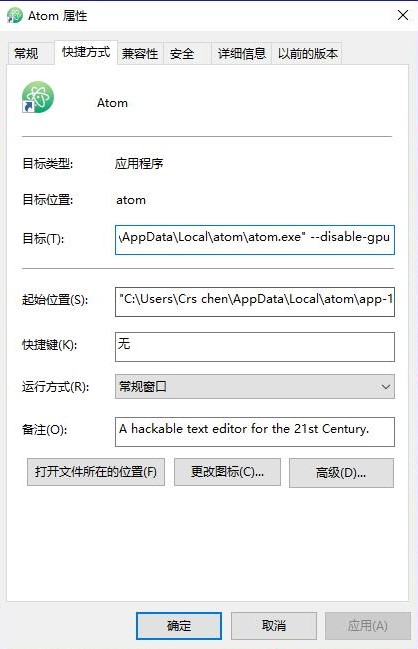 Atom 属性
常规 快捷方式 兼容性 安全 详细信息 以前的版本
Atom
目标类型: 应用程序
目标位置: atom
目标(T): \AppData\Local\atom\atom.exe" --disable-gpu
起始位置(S): "C:\Users\Crs chen\AppData\Local\atom\app-1
快捷键(K): 无
运行方式(R): 常规窗口
备注(O): A hackable text editor for the 21st Century.
打开文件所在的位置(F) 更改图标(C)... 高级(D)...
确定 取消 应用(A)